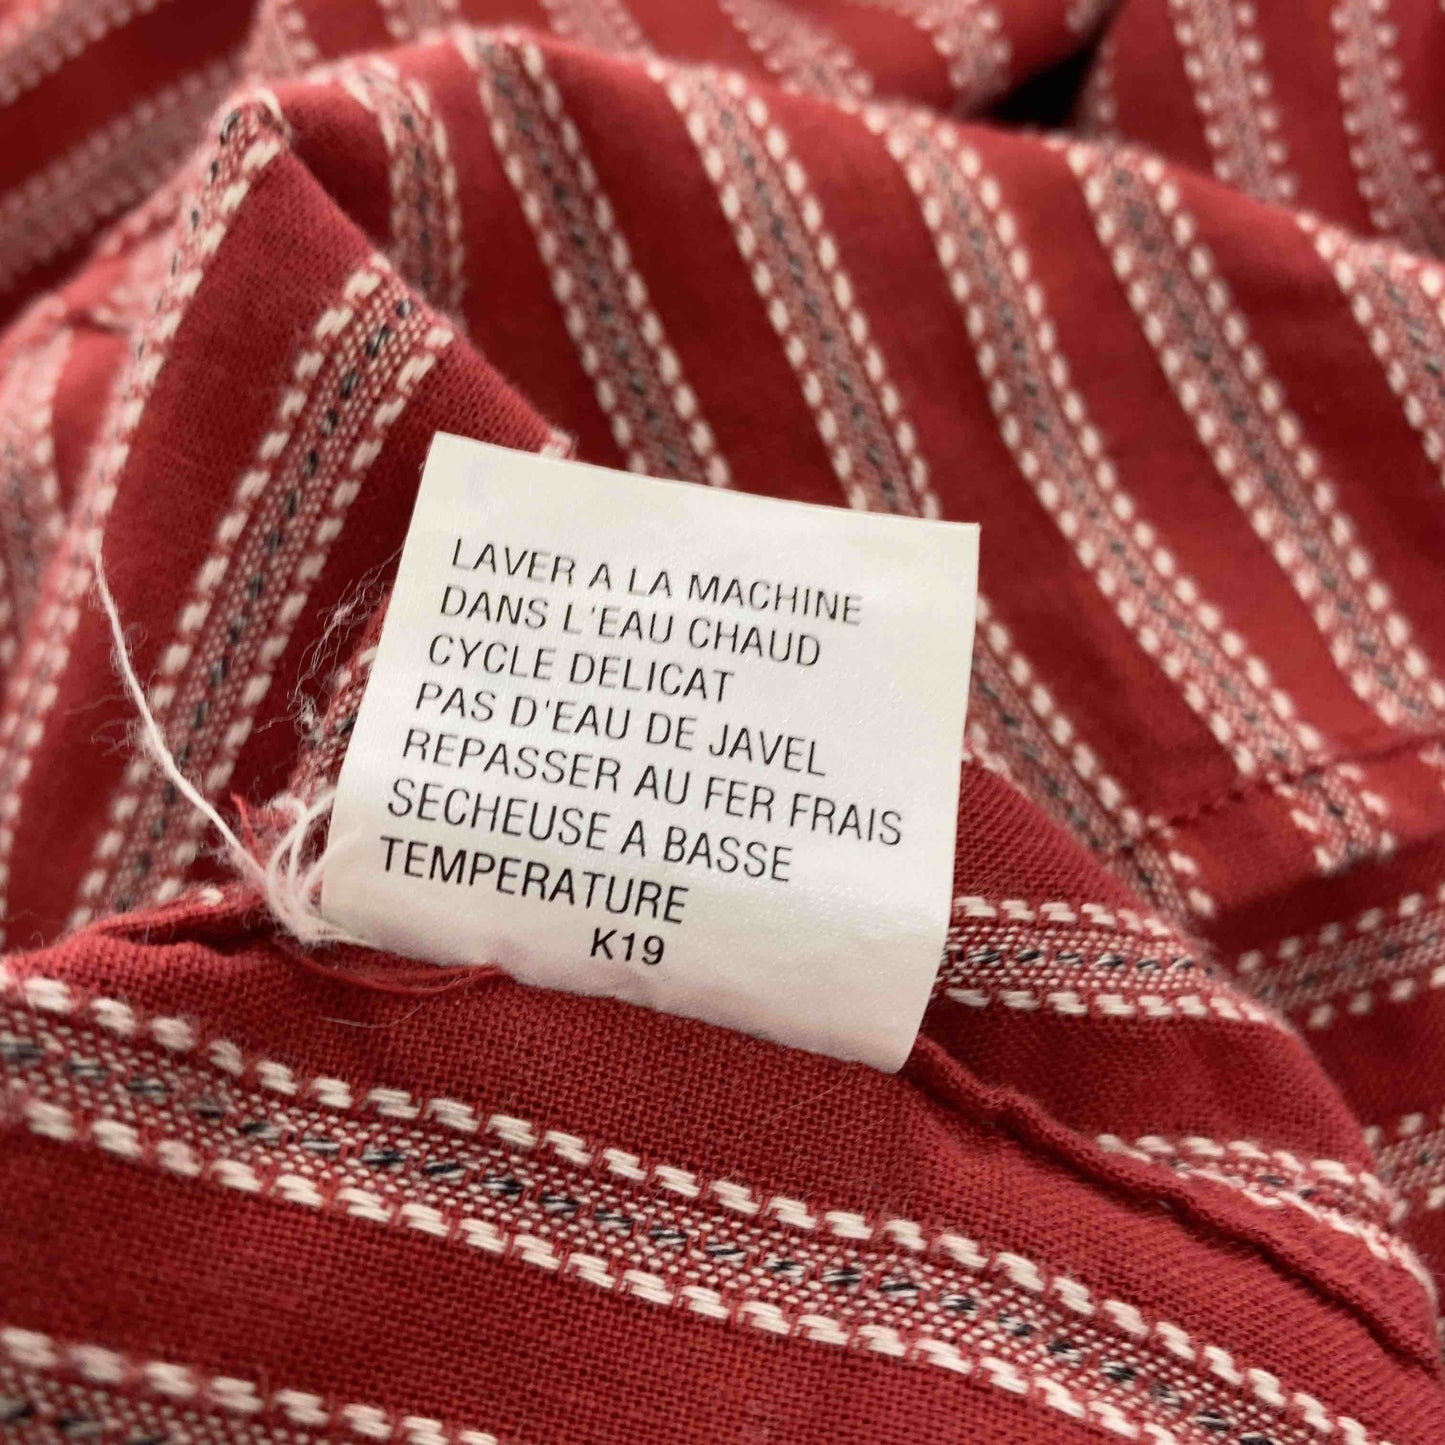 LAVER A LA MACHINE
DANS L'EAU CHAUD
CYCLE DELICAT
PAS D'EAU DE JAVEL
REPASSER AU FER FRAIS
SECHEUSE A BASSE
TEMPERATURE
K19